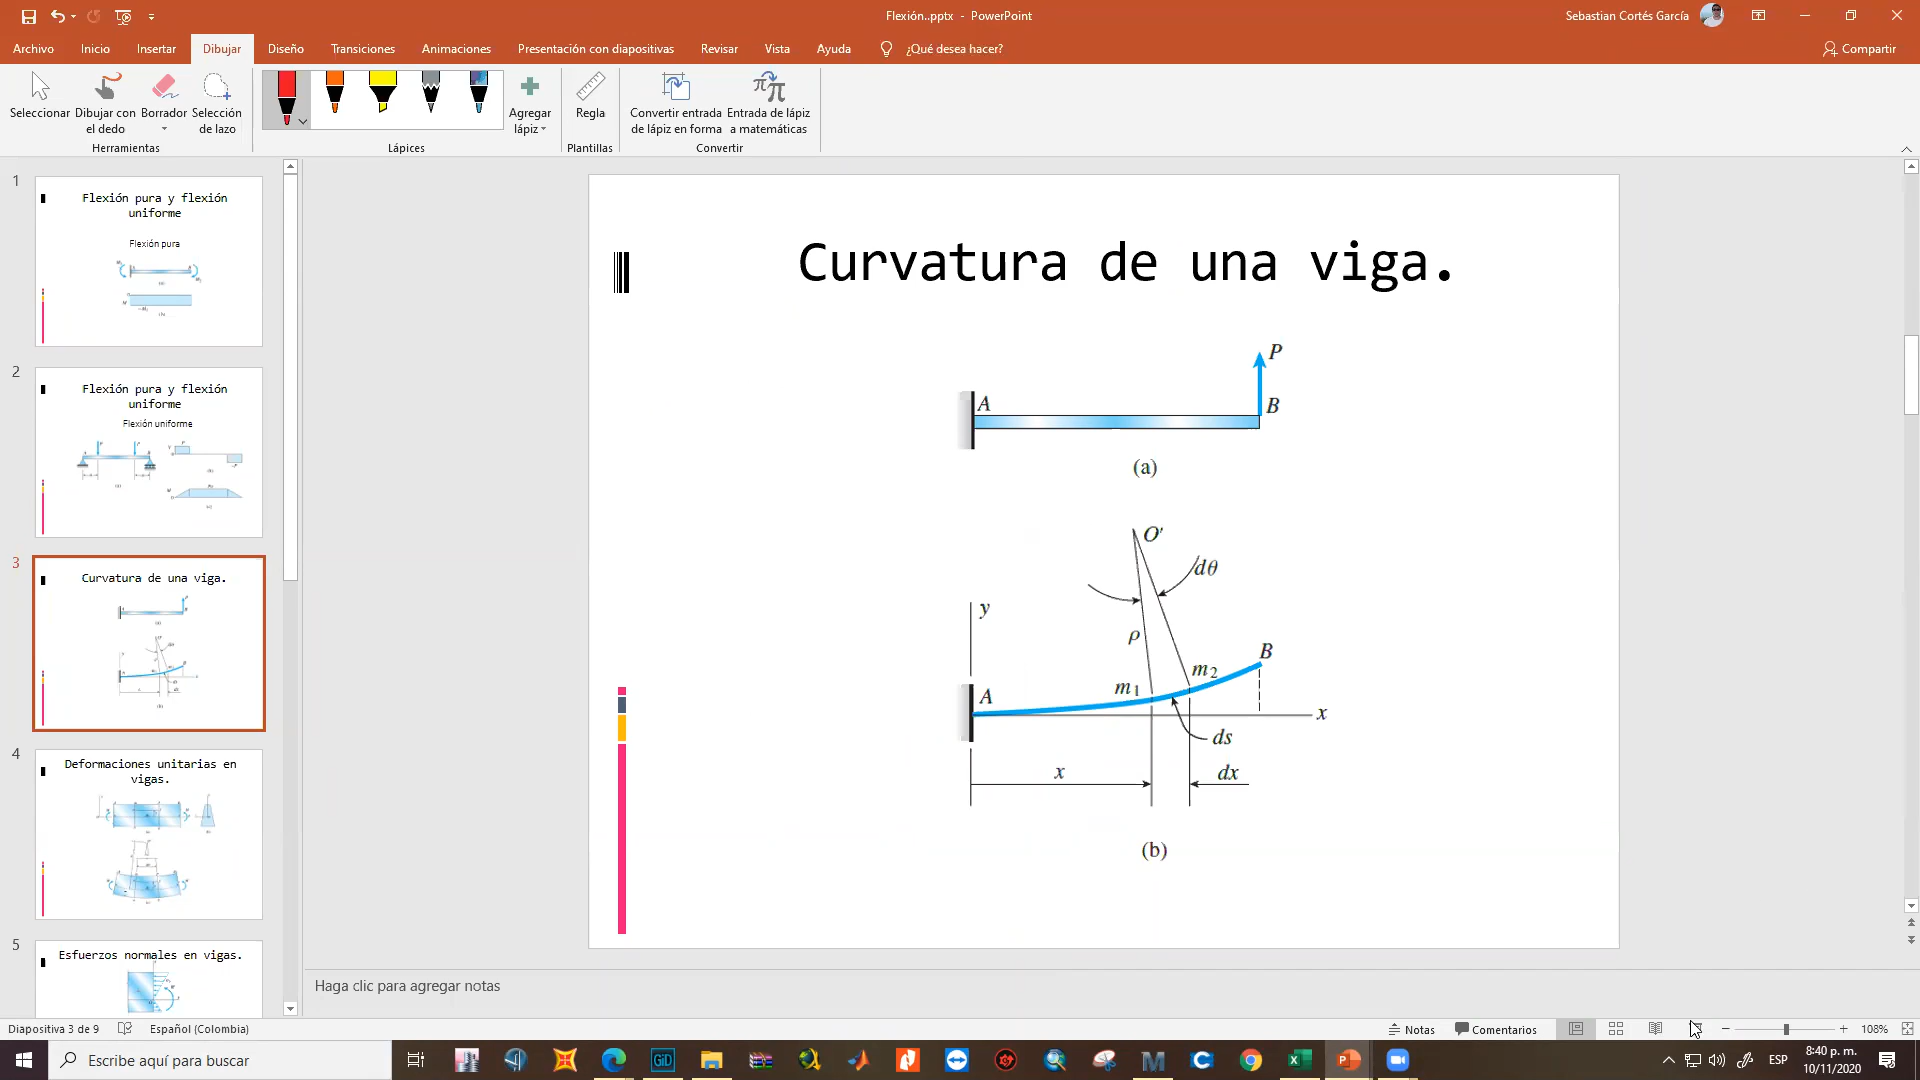 Flexión..pptx - PowerPoint
Sebastian Cortés García
Archivo Inicio Insertar Dibujar Diseño Transiciones Animaciones Presentación con diapositivas Revisar Vista Ayuda ¿Qué desea hacer? Compartir
Seleccionar
Dibujar con el dedo
Borrador
Selección de lazo
Agregar lápiz
Regla
Convertir entrada de lápiz en forma
Entrada de lápiz a matemáticas
Herramientas
Lápices
Plantillas
Convertir
1
Flexión pura y flexión
uniforme
Flexión pura
2
Flexión pura y flexión
uniforme
Flexión uniforme
3
Curvatura de una viga.
4
Deformaciones unitarias en
vigas.
5
Esfuerzos normales en vigas.
Curvatura de una viga.
P
A
B
(a)
O'
dθ
y
ρ
B
m2
m1
A
x
ds
x
dx
(b)
Haga clic para agregar notas
Diapositiva 3 de 9 Español (Colombia) Notas Comentarios 108%
Escribe aquí para buscar
GiD
ESP
8:40 p. m.
10/11/2020